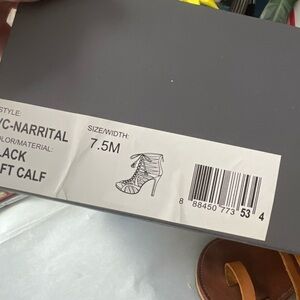 STYLE:
VC-NARRITAL
COLOR/MATERIAL:
LACK
FT CALF
SIZE/WIDTH:
7.5M
8 88450 773 53 4